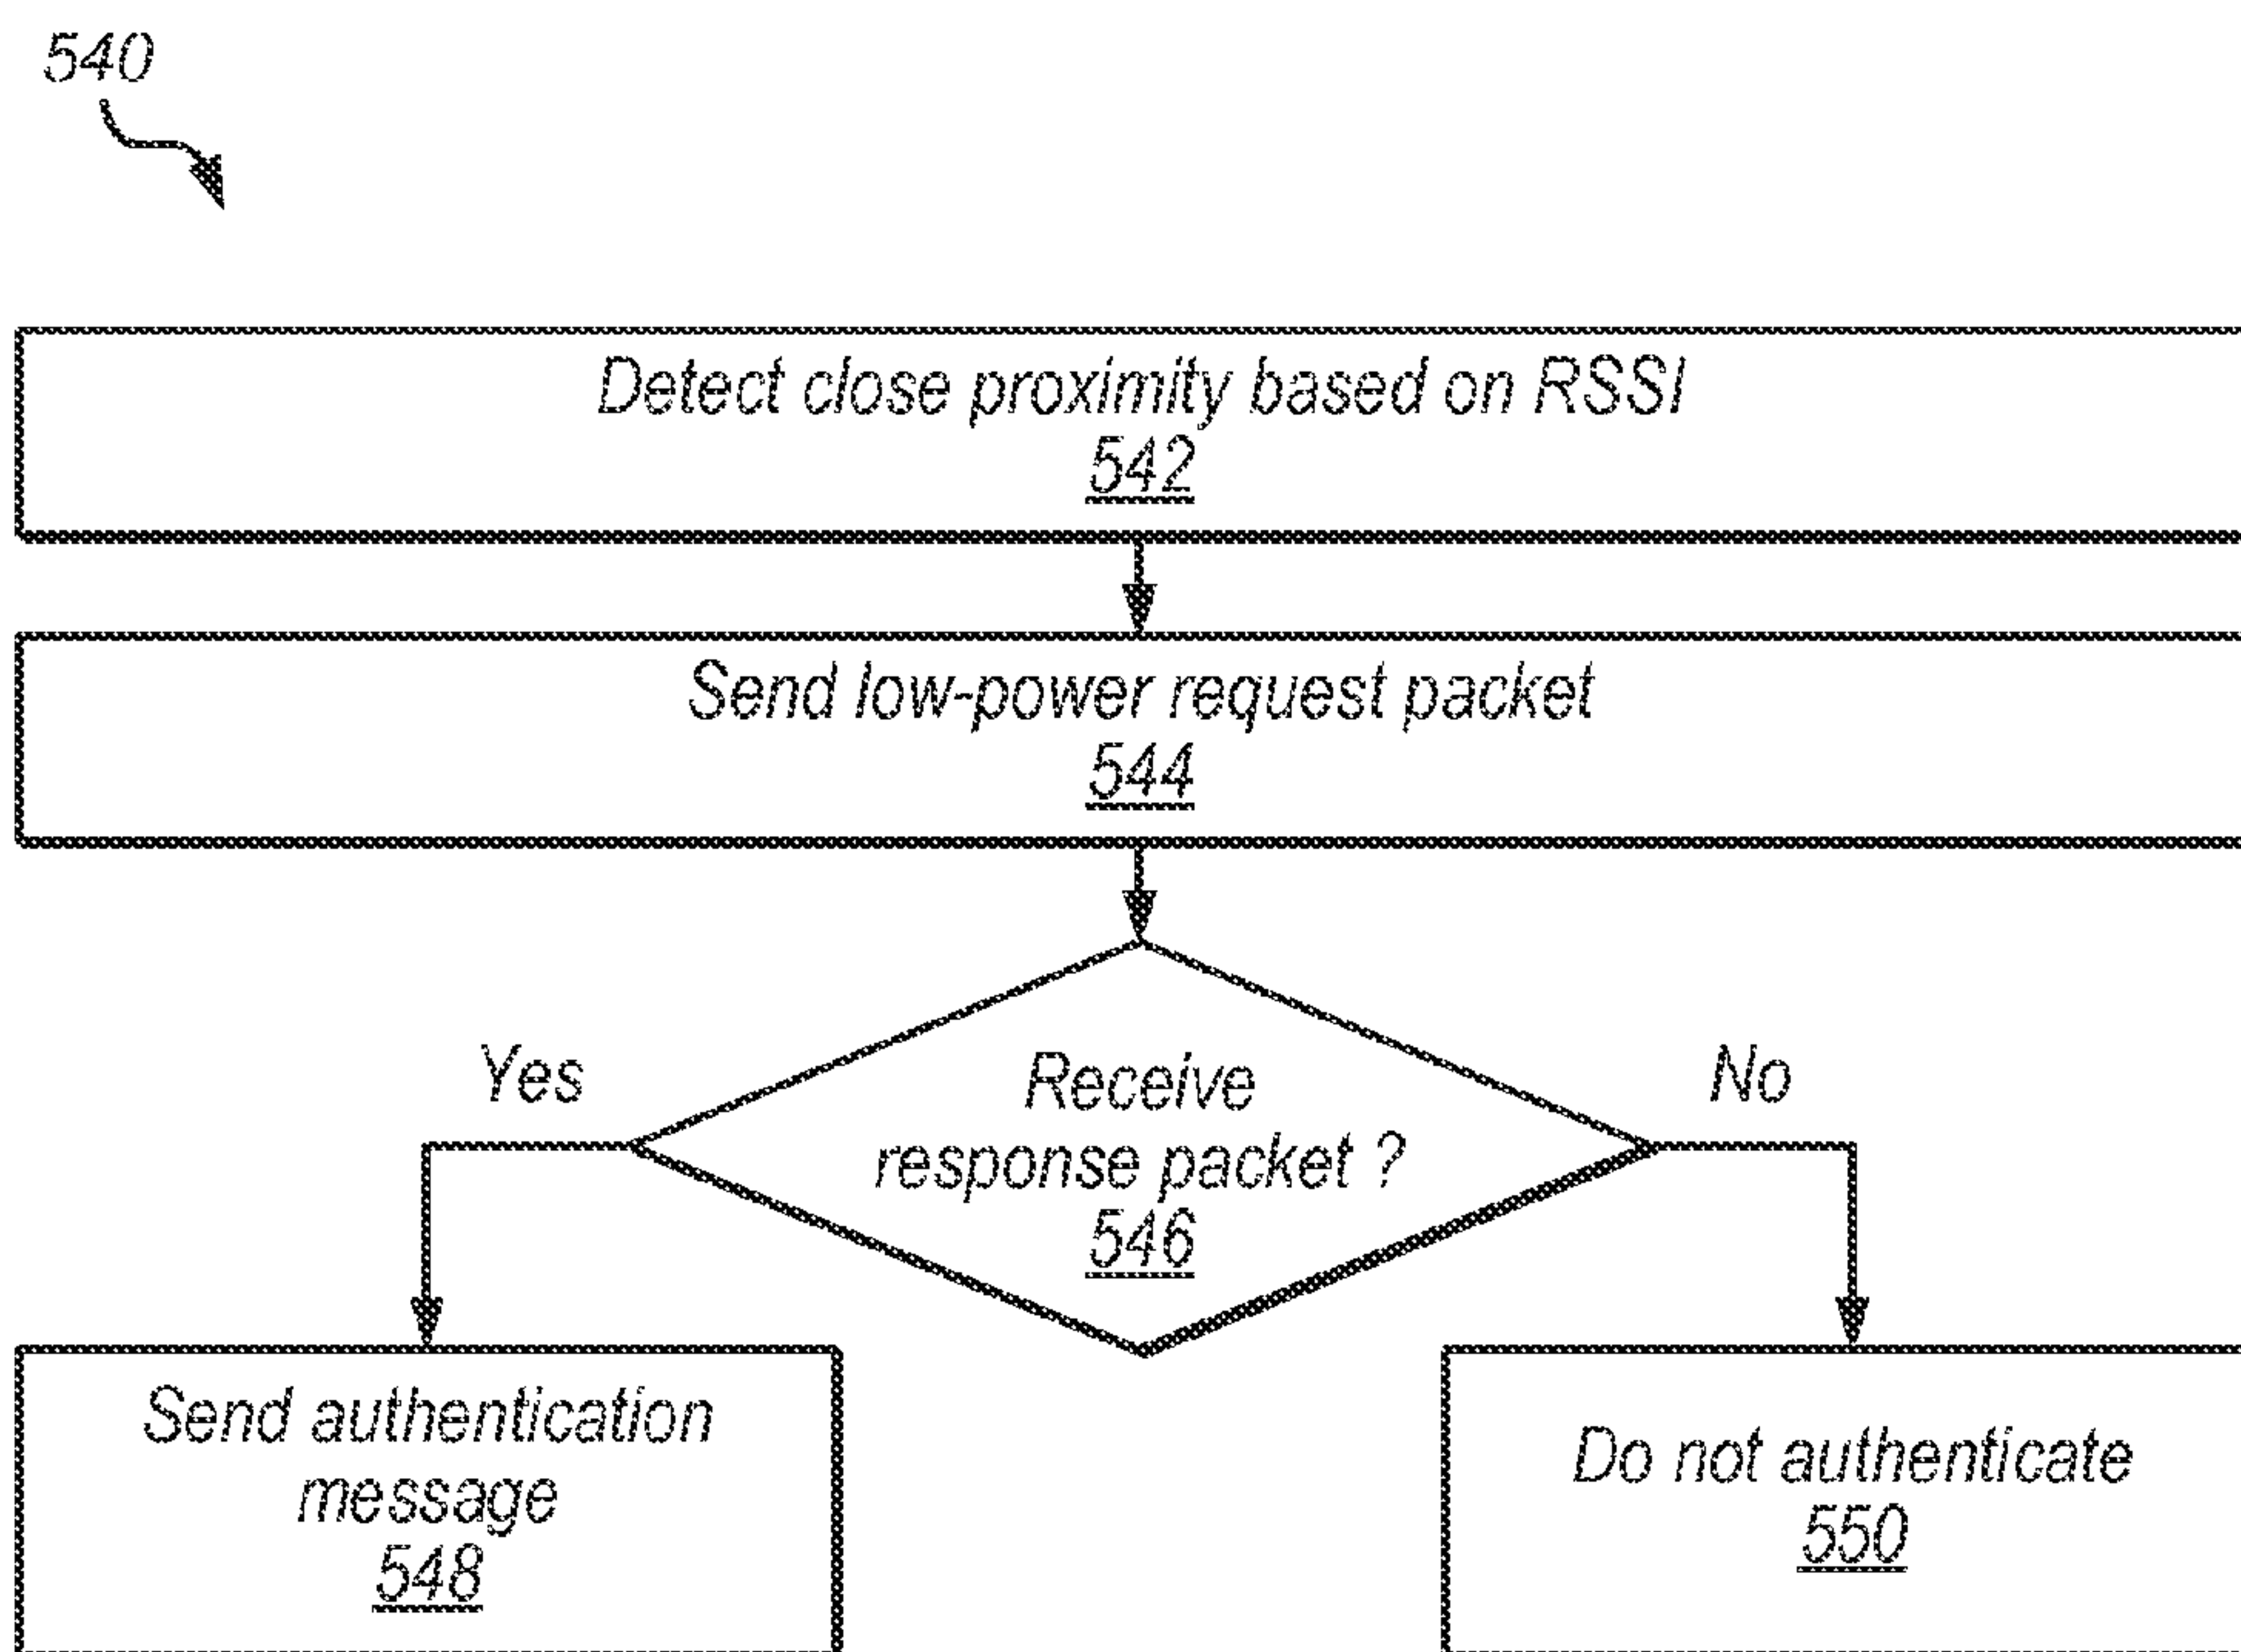 540
Detect close proximity based on RSSI
542
Send low-power request packet
544
Yes
No
Receive
response packet ?
546
Send authentication
message
548
Do not authenticate
550